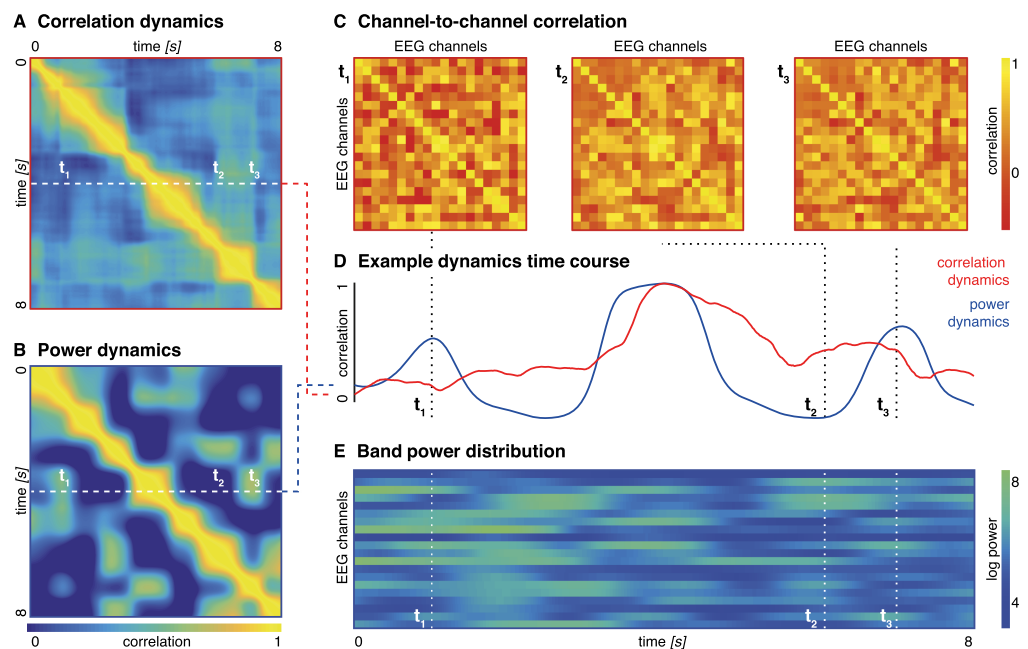 A Correlation dynamics
0 time [s] 8
0
time [s]
8
t1
t2
t3
B Power dynamics
0
time [s]
8
t1
t2
t3
0 correlation 1
C Channel-to-channel correlation
EEG channels
EEG channels
EEG channels
t1
t2
t3
EEG channels
1
correlation
0
D Example dynamics time course
correlation
dynamics
power
dynamics
1
correlation
0
t1
t2
t3
E Band power distribution
EEG channels
t1
t2
t3
8
log power
4
0 time [s] 8